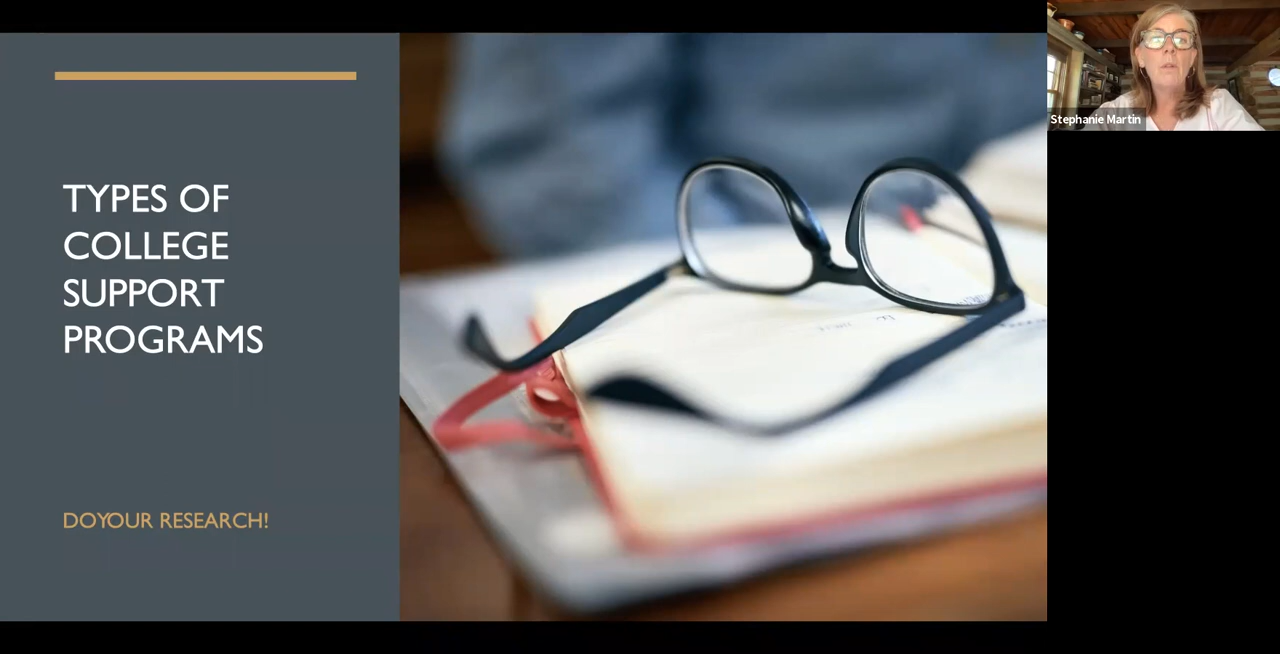 TYPES OF
COLLEGE
SUPPORT
PROGRAMS
DOYOUR RESEARCH!
Stephanie Martin